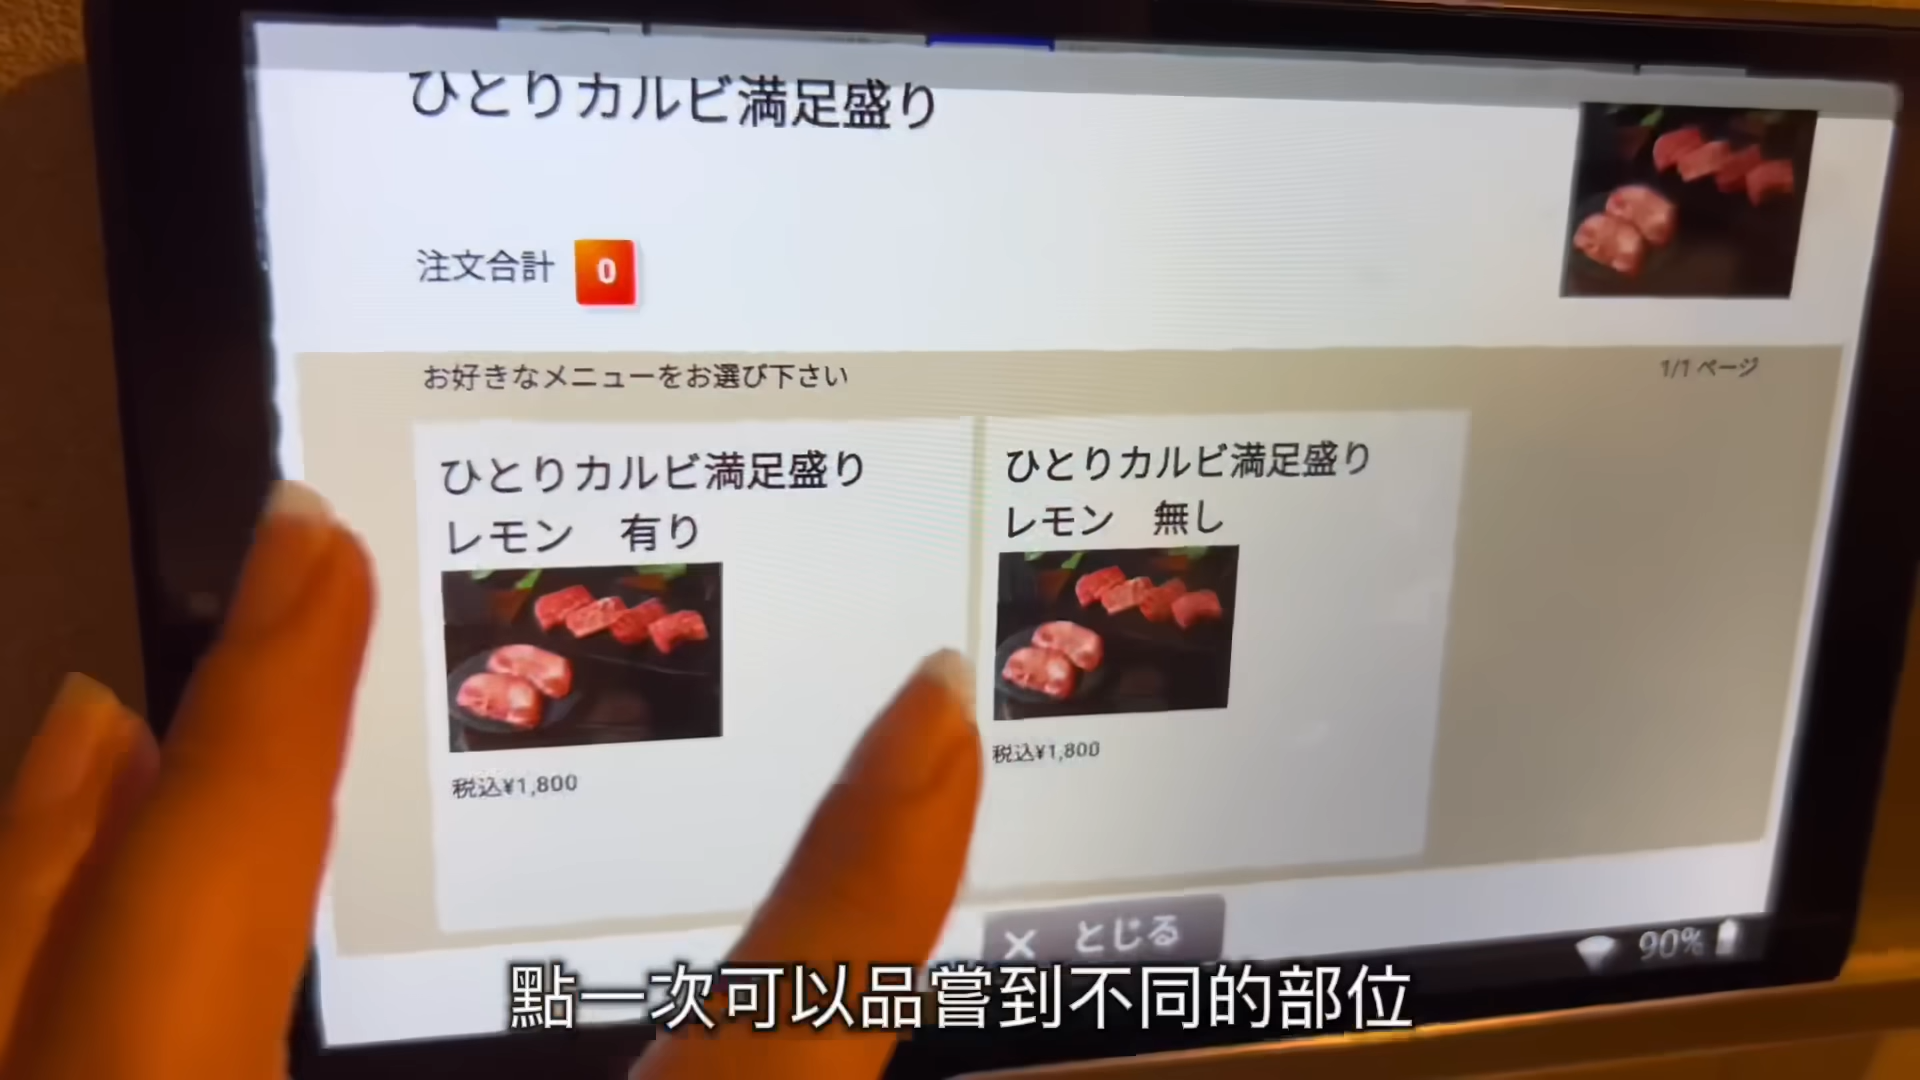 ひとりカルビ満足盛り
注文合計 0
お好きなメニューをお選び下さい
1/1 ページ
ひとりカルビ満足盛り
レモン 有り
税込¥1,800
ひとりカルビ満足盛り
レモン 無し
税込¥1,800
× とじる
90%
點一次可以品嘗到不同的部位